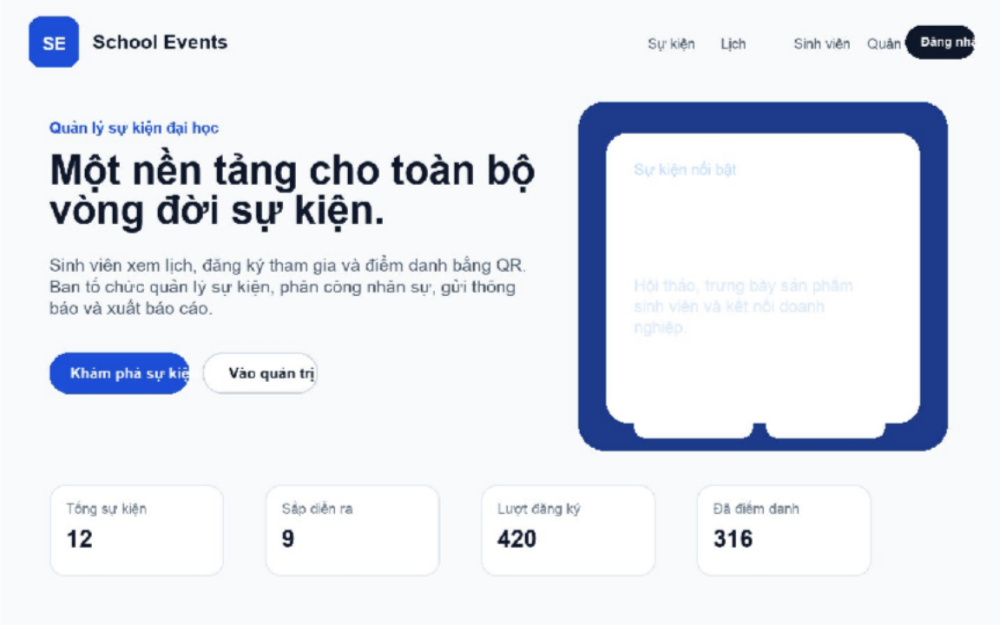 SE
School Events
Sự kiện
Lịch
Sinh viên
Quản
Đăng nhậ
Quản lý sự kiện đại học
Một nền tảng cho toàn bộ
vòng đời sự kiện.
Sinh viên xem lịch, đăng ký tham gia và điểm danh bằng QR.
Ban tổ chức quản lý sự kiện, phân công nhân sự, gửi thông
báo và xuất báo cáo.
Khám phá sự kiệ
Vào quản trị
Sự kiện nổi bật
Hội thảo, trưng bày sản phẩm
sinh viên và kết nối doanh
nghiệp.
Tổng sự kiện
12
Sắp diễn ra
9
Lượt đăng ký
420
Đã điểm danh
316